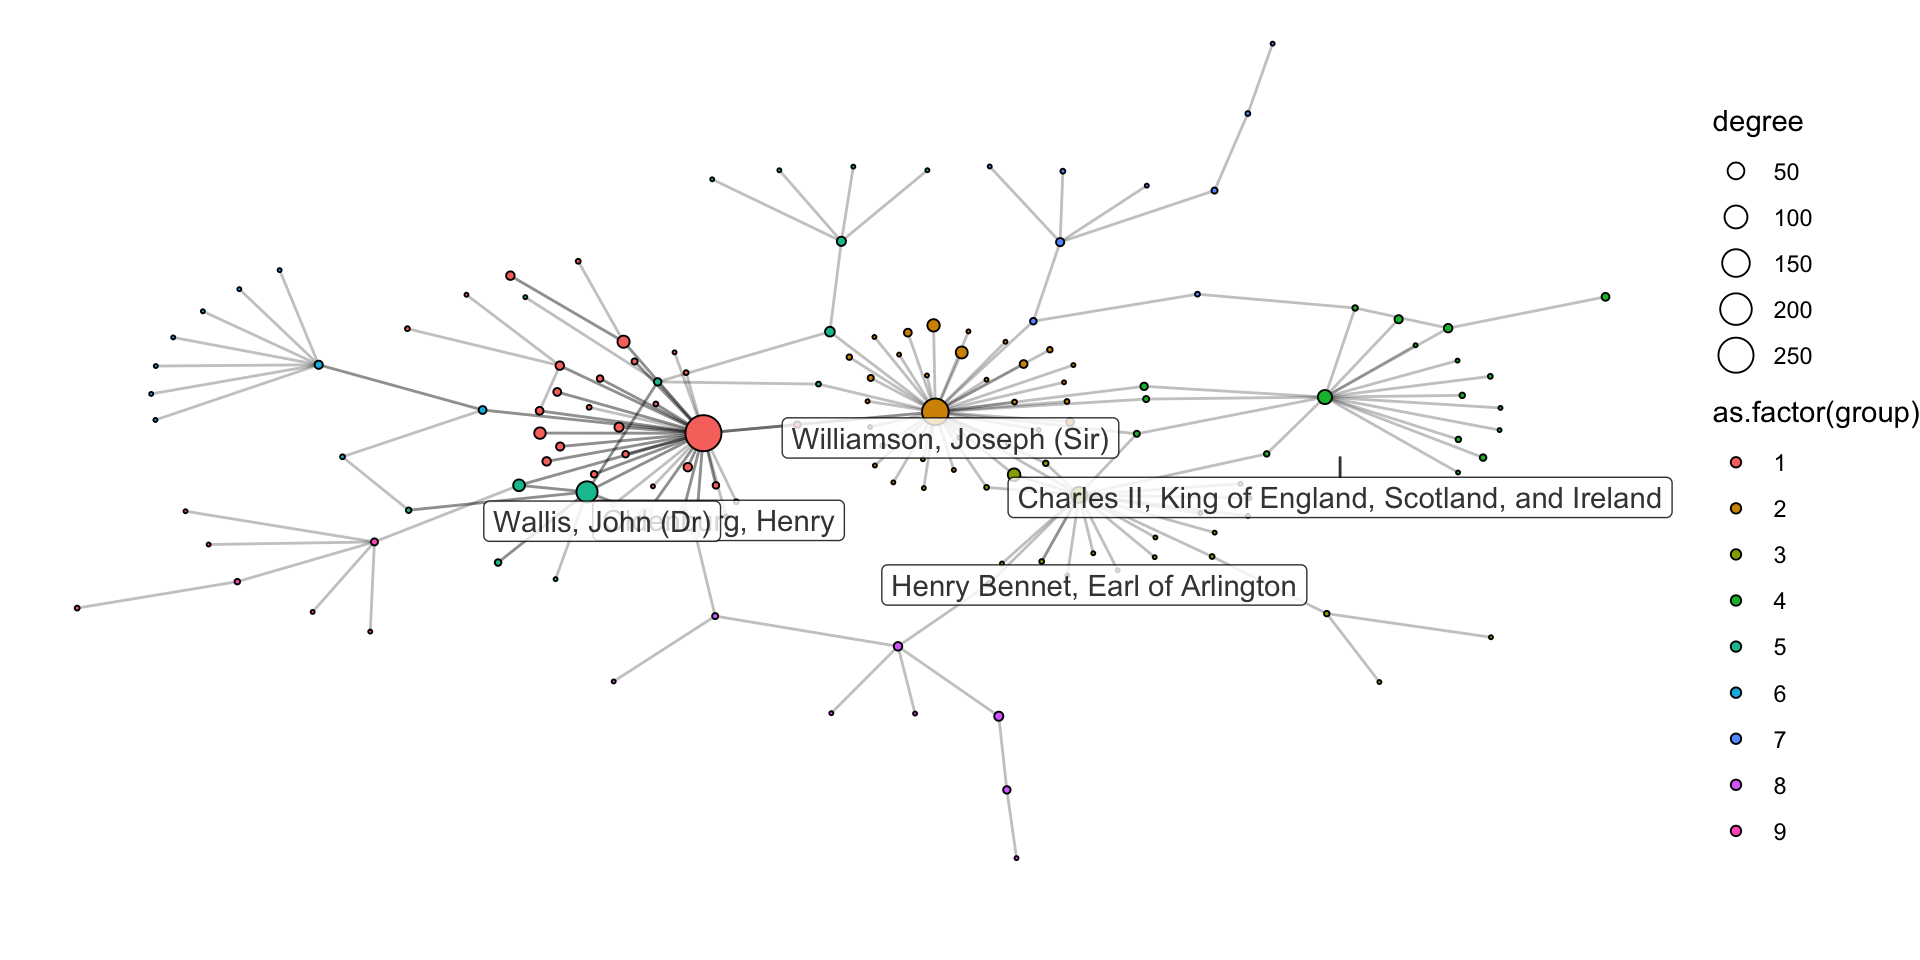 Williamson, Joseph (Sir)
Charles II, King of England, Scotland, and Ireland
Wallis, John (Dr)
rg, Henry
Henry Bennet, Earl of Arlington
degree
50
100
150
200
250
as.factor(group)
1
2
3
4
5
6
7
8
9